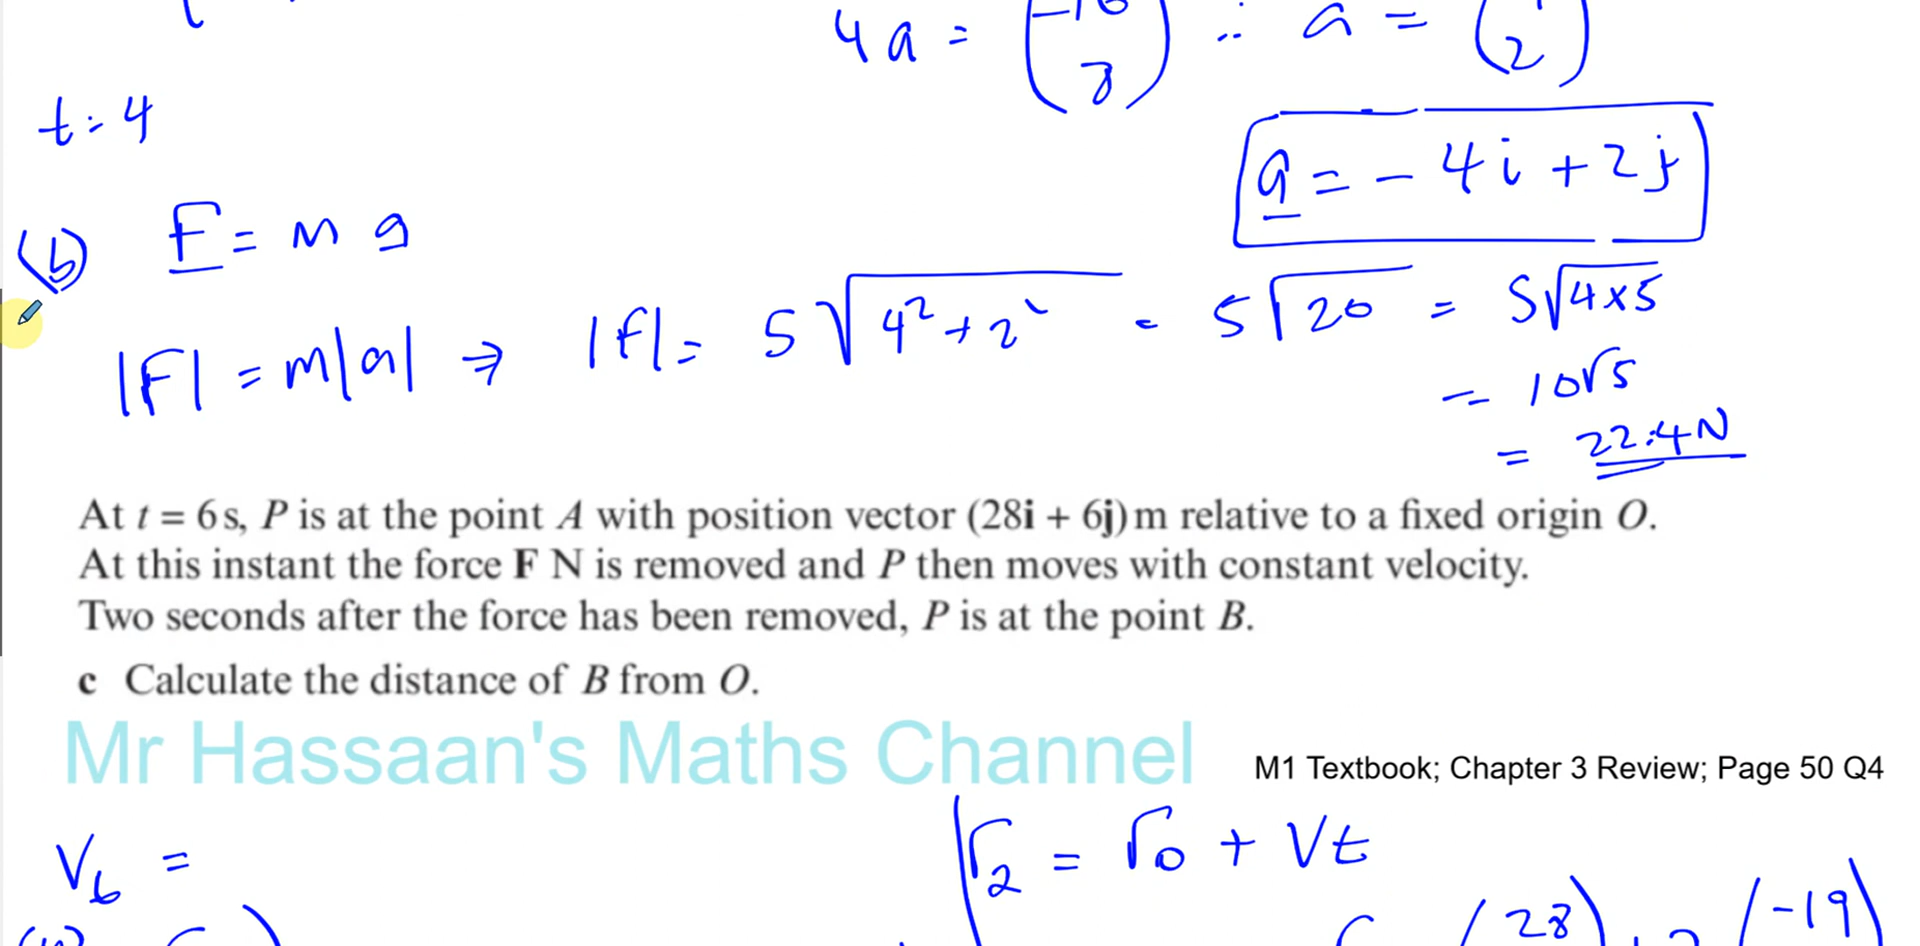 4a = (-16 8) ∴ a = ( 2)
t = 4
a = - 4i + 2j
(b) F = m a
|F| = m|a| ⇒ |F| = 5√4² + 2² = 5√20 = 5√4×5
= 10√5
= 22.4N
At t = 6 s, P is at the point A with position vector (28i + 6j) m relative to a fixed origin O.
At this instant the force F N is removed and P then moves with constant velocity.
Two seconds after the force has been removed, P is at the point B.
c Calculate the distance of B from O.
Mr Hassaan's Maths Channel
M1 Textbook; Chapter 3 Review; Page 50 Q4
V6 =
r2 = r0 + Vt
(28) + 2 (-19)